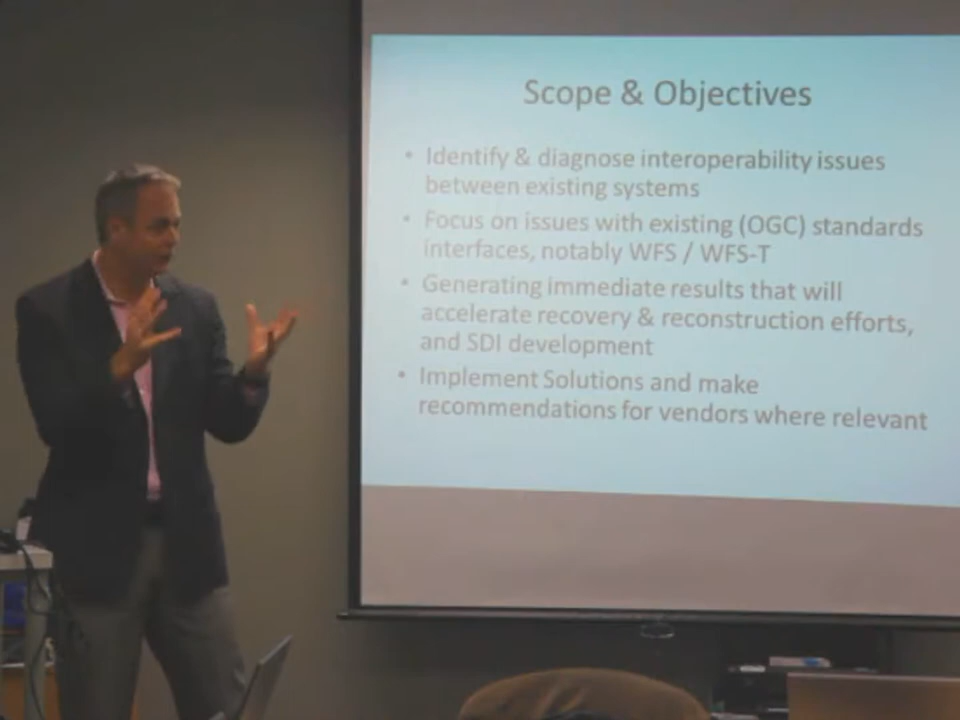 Scope & Objectives
• Identify & diagnose interoperability issues
between existing systems
• Focus on issues with existing (OGC) standards
interfaces, notably WFS / WFS-T
• Generating immediate results that will
accelerate recovery & reconstruction efforts,
and SDI development
• Implement Solutions and make
recommendations for vendors where relevant